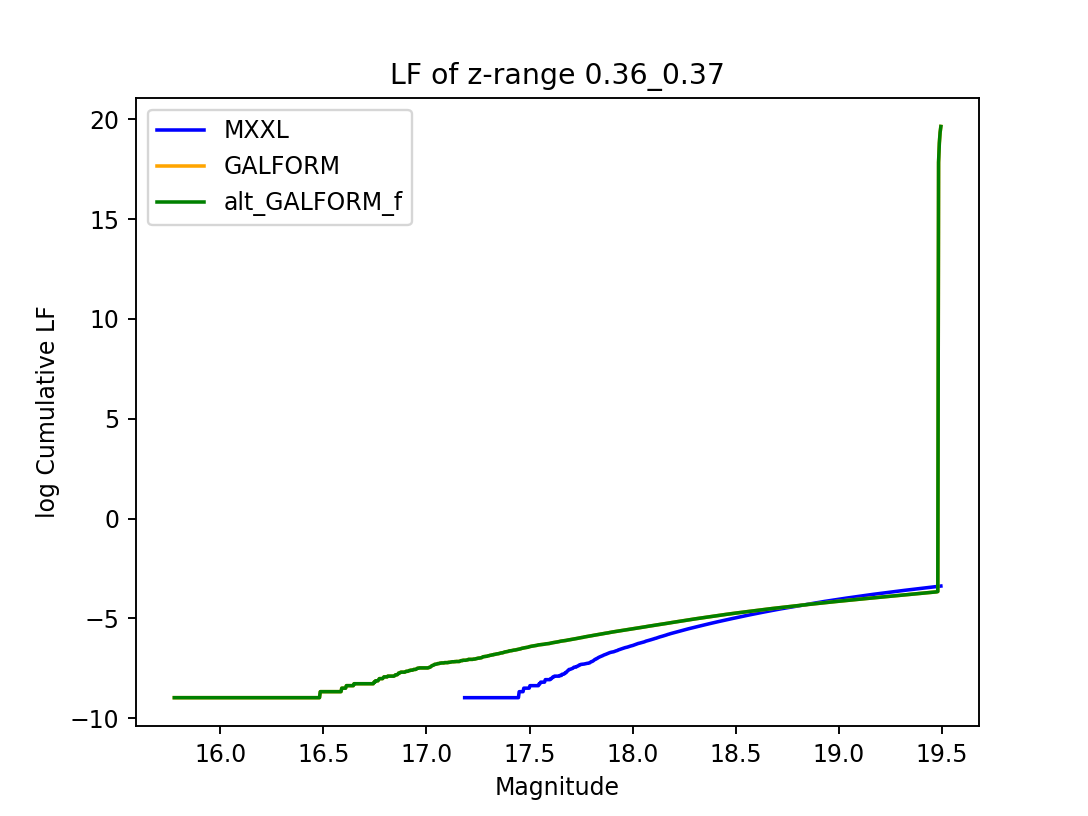 LF of z-range 0.36_0.37
MXXL
GALFORM
alt_GALFORM_f
20
15
10
5
0
−5
−10
log Cumulative LF
16.0 16.5 17.0 17.5 18.0 18.5 19.0 19.5
Magnitude